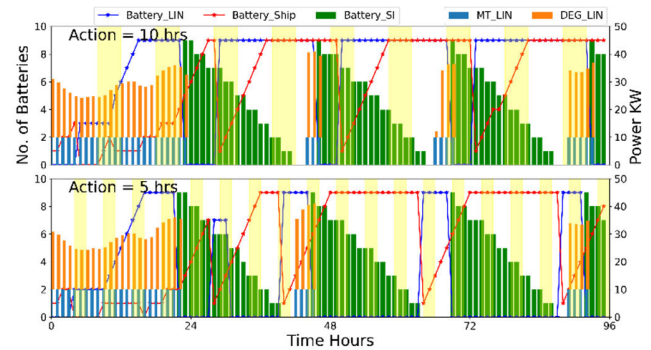 Battery_LIN Battery_Ship Battery_SI MT_LIN DEG_LIN
Action = 10 hrs
10 50
8 40
6 30
4 20
2 10
0 0
Action = 5 hrs
10 50
8 40
6 30
4 20
2 10
0 0
0 24 48 72 96
No. of Batteries
Power KW
Time Hours